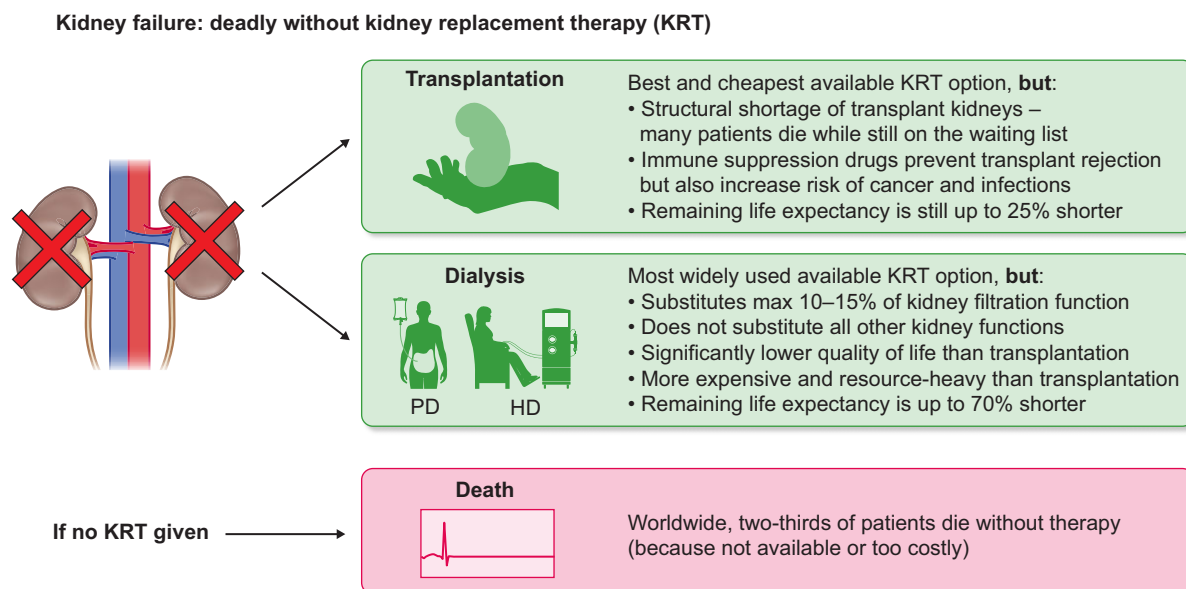 Kidney failure: deadly without kidney replacement therapy (KRT)
Transplantation
Best and cheapest available KRT option, but:
• Structural shortage of transplant kidneys –
many patients die while still on the waiting list
• Immune suppression drugs prevent transplant rejection
but also increase risk of cancer and infections
• Remaining life expectancy is still up to 25% shorter
Dialysis
PD
HD
Most widely used available KRT option, but:
• Substitutes max 10–15% of kidney filtration function
• Does not substitute all other kidney functions
• Significantly lower quality of life than transplantation
• More expensive and resource-heavy than transplantation
• Remaining life expectancy is up to 70% shorter
If no KRT given
Death
Worldwide, two-thirds of patients die without therapy
(because not available or too costly)